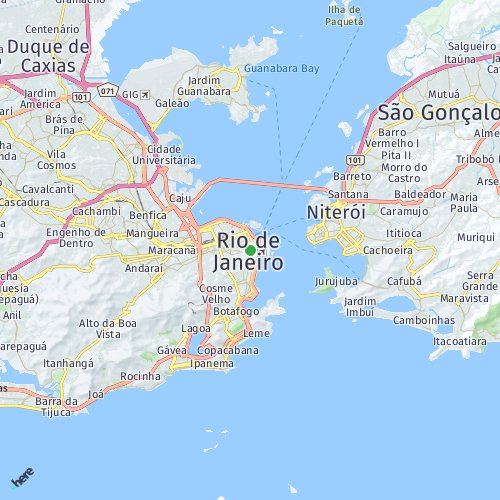 Centenário
Gramacho
Duque de
Caxias
Ilha de
Paquetá
Guanabara Bay
Salgueiro
Itaúna
Jardim
Guanabara
GIG
071
101
Galeão
Jardim
América
Brás de
Pina
Mutuá
São Gonçalo
Barro
Vermelho I
Pita II
Alme
Vila
Cosmos
Cidade
Universitária
101
Barreto
Morro do
Castro
Tribobó
Arse
Cavalcanti
Cascadura
Cachambi
Caju
Santana
Baldeador
Maria
Paula
Benfica
Niterói
Caramujo
Engenho de
Dentro
Mangueira
Maracanã
Rio de
Janeiro
Ititioca
Cachoeira
Muriqui
Andaraí
Jurujuba
Cafubá
Serra
Grande
Maravista
Anil
Cosme
Velho
Jardim
Imbuí
Camboinhas
Alto da Boa
Vista
Botafogo
Lagoa
Leme
Itacoatiara
Itanhangá
Gávea
Copacabana
Ipanema
Rocinha
Joá
Barra da
Tijuca
here